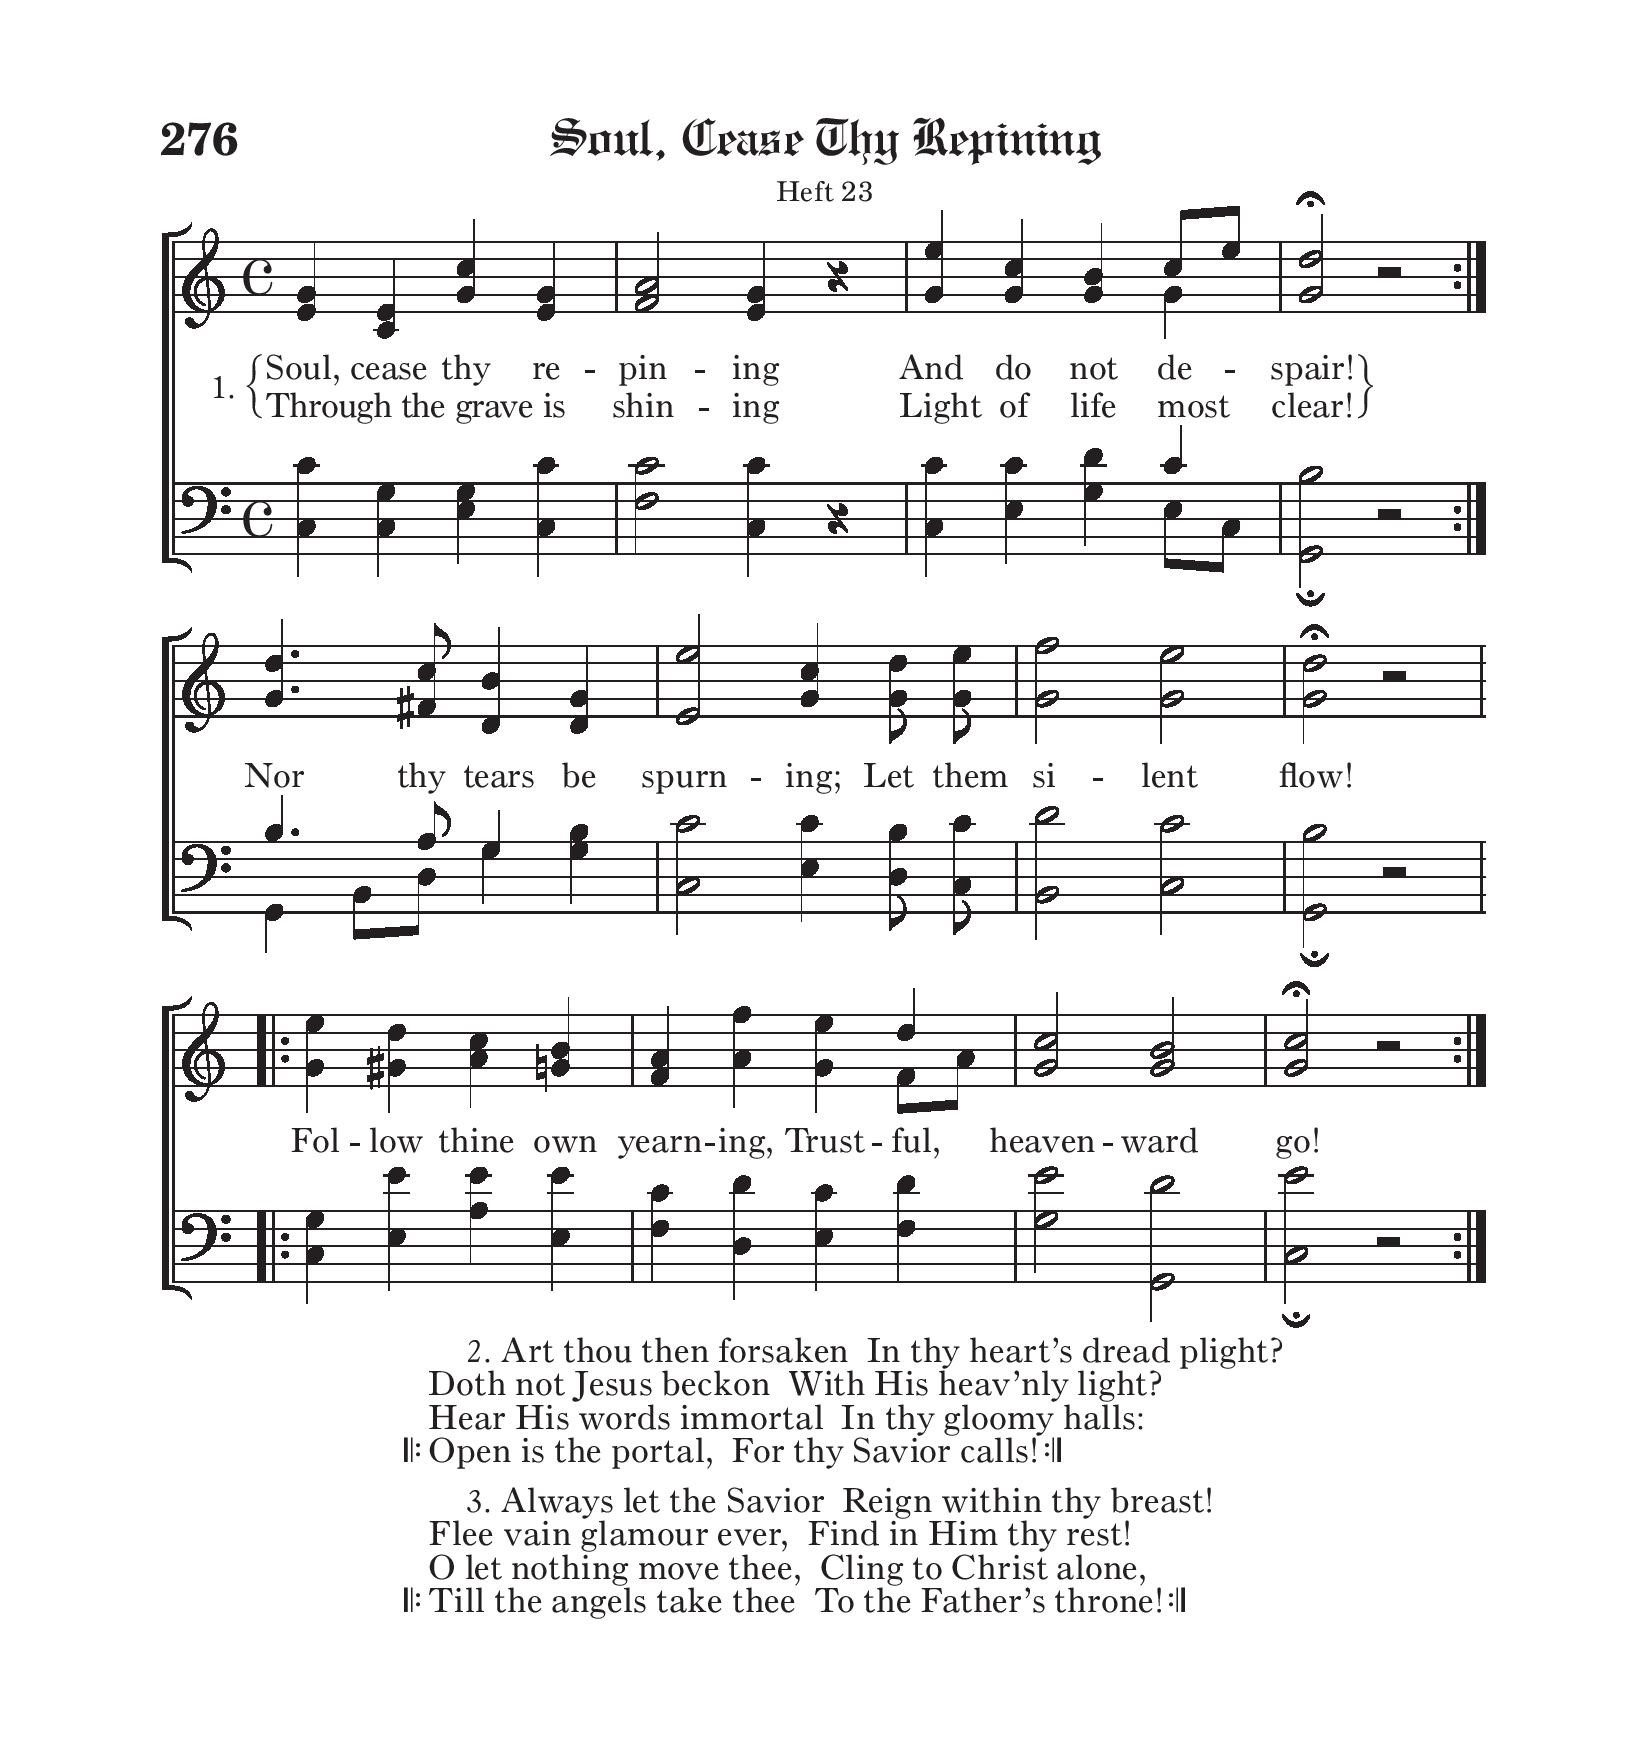 276 Soul, Cease Thy Repining
Heft 23
1. Soul, cease thy re - pin - ing And do not de - spair!
Through the grave is shin - ing Light of life most clear!
Nor thy tears be spurn - ing; Let them si - lent flow!
Fol - low thine own yearn - ing, Trust - ful, heaven - ward go!
2. Art thou then forsaken In thy heart’s dread plight?
Doth not Jesus beckon With His heav’nly light?
Hear His words immortal In thy gloomy halls:
𝄆 Open is the portal, For thy Savior calls! 𝄇
3. Always let the Savior Reign within thy breast!
Flee vain glamour ever, Find in Him thy rest!
O let nothing move thee, Cling to Christ alone,
𝄆 Till the angels take thee To the Father’s throne! 𝄇